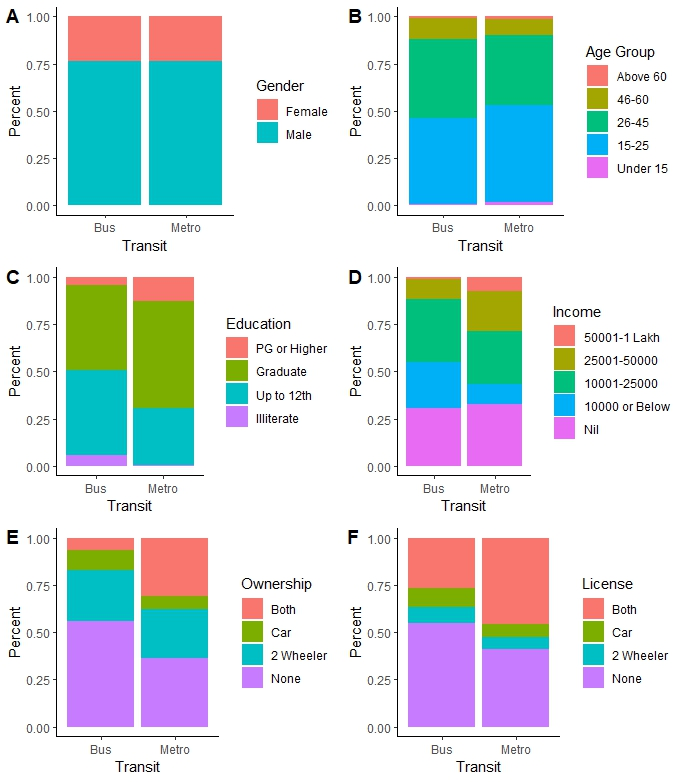 A
1.00
0.75
0.50
0.25
0.00
Percent
Bus Metro
Transit
Gender
Female
Male
B
1.00
0.75
0.50
0.25
0.00
Percent
Bus Metro
Transit
Age Group
Above 60
46-60
26-45
15-25
Under 15
C
1.00
0.75
0.50
0.25
0.00
Percent
Bus Metro
Transit
Education
PG or Higher
Graduate
Up to 12th
Illiterate
D
1.00
0.75
0.50
0.25
0.00
Percent
Bus Metro
Transit
Income
50001-1 Lakh
25001-50000
10001-25000
10000 or Below
Nil
E
1.00
0.75
0.50
0.25
0.00
Percent
Bus Metro
Transit
Ownership
Both
Car
2 Wheeler
None
F
1.00
0.75
0.50
0.25
0.00
Percent
Bus Metro
Transit
License
Both
Car
2 Wheeler
None